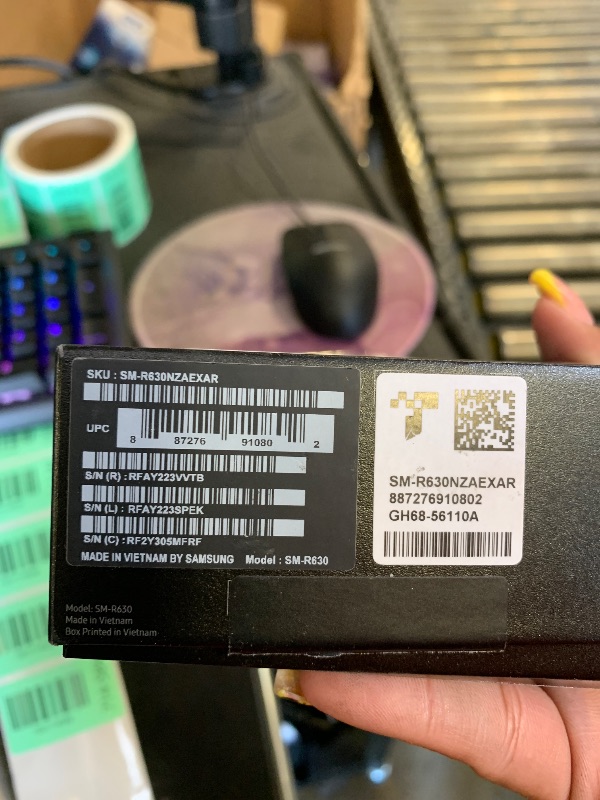 SKU : SM-R630NZAEXAR
UPC
8 87276 91080 2
S/N (R) : RFAY223VVTB
S/N (L) : RFAY223SPEK
S/N (C) : RF2Y305MFRF
MADE IN VIETNAM BY SAMSUNG Model : SM-R630
SM-R630NZAEXAR
887276910802
GH68-56110A
Model: SM-R630
Made in Vietnam
Box Printed in Vietnam